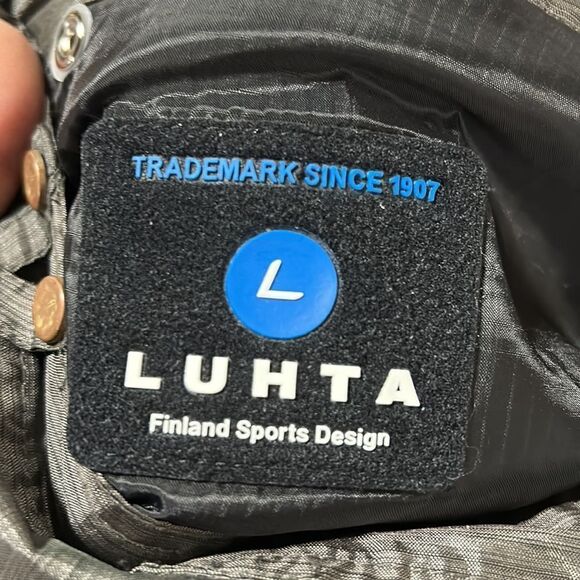 TRADEMARK SINCE 1907
L
LUHTA
Finland Sports Design